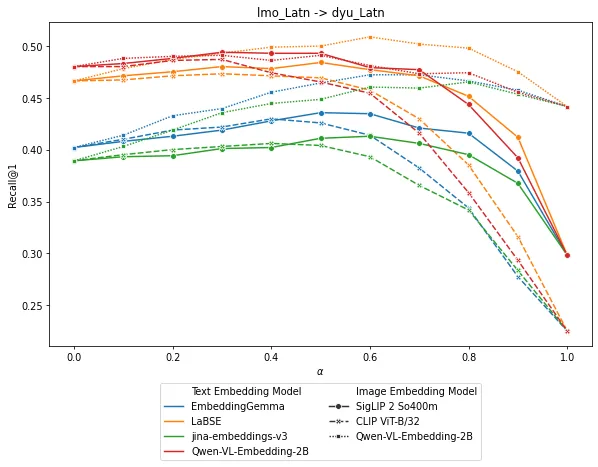 lmo_Latn -> dyu_Latn
0.50
0.45
0.40
0.35
0.30
0.25
Recall@1
0.0 0.2 0.4 0.6 0.8 1.0
α
Text Embedding Model Image Embedding Model
EmbeddingGemma SigLIP 2 So400m
LaBSE CLIP ViT-B/32
jina-embeddings-v3 Qwen-VL-Embedding-2B
Qwen-VL-Embedding-2B